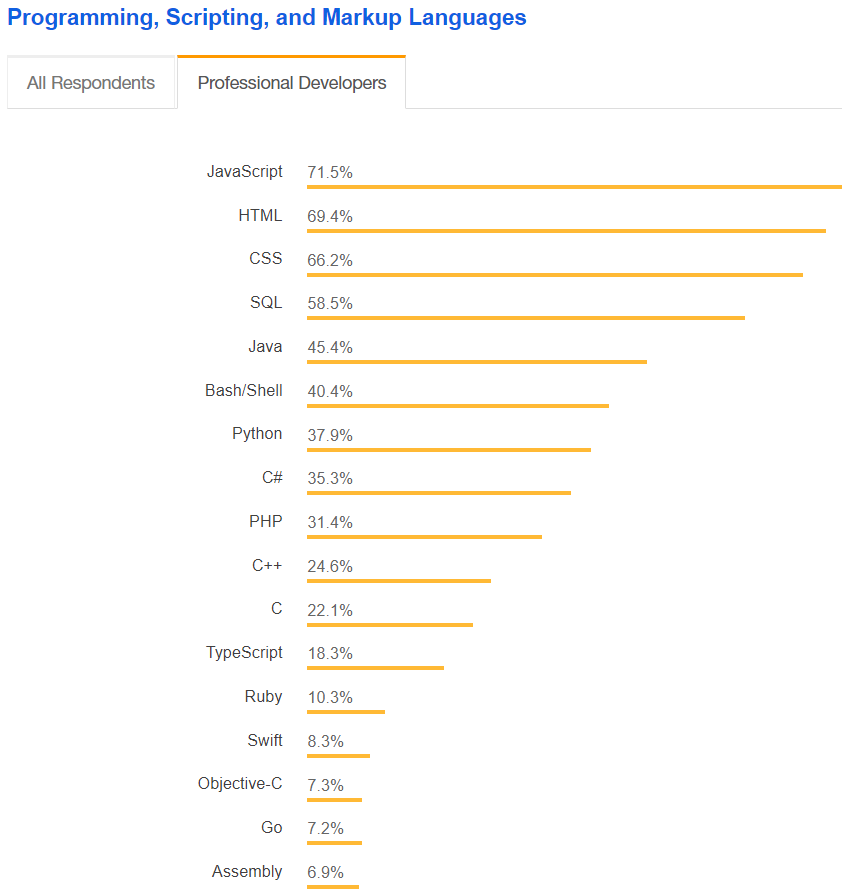 Programming, Scripting, and Markup Languages
All Respondents Professional Developers
JavaScript 71.5%
HTML 69.4%
CSS 66.2%
SQL 58.5%
Java 45.4%
Bash/Shell 40.4%
Python 37.9%
C# 35.3%
PHP 31.4%
C++ 24.6%
C 22.1%
TypeScript 18.3%
Ruby 10.3%
Swift 8.3%
Objective-C 7.3%
Go 7.2%
Assembly 6.9%